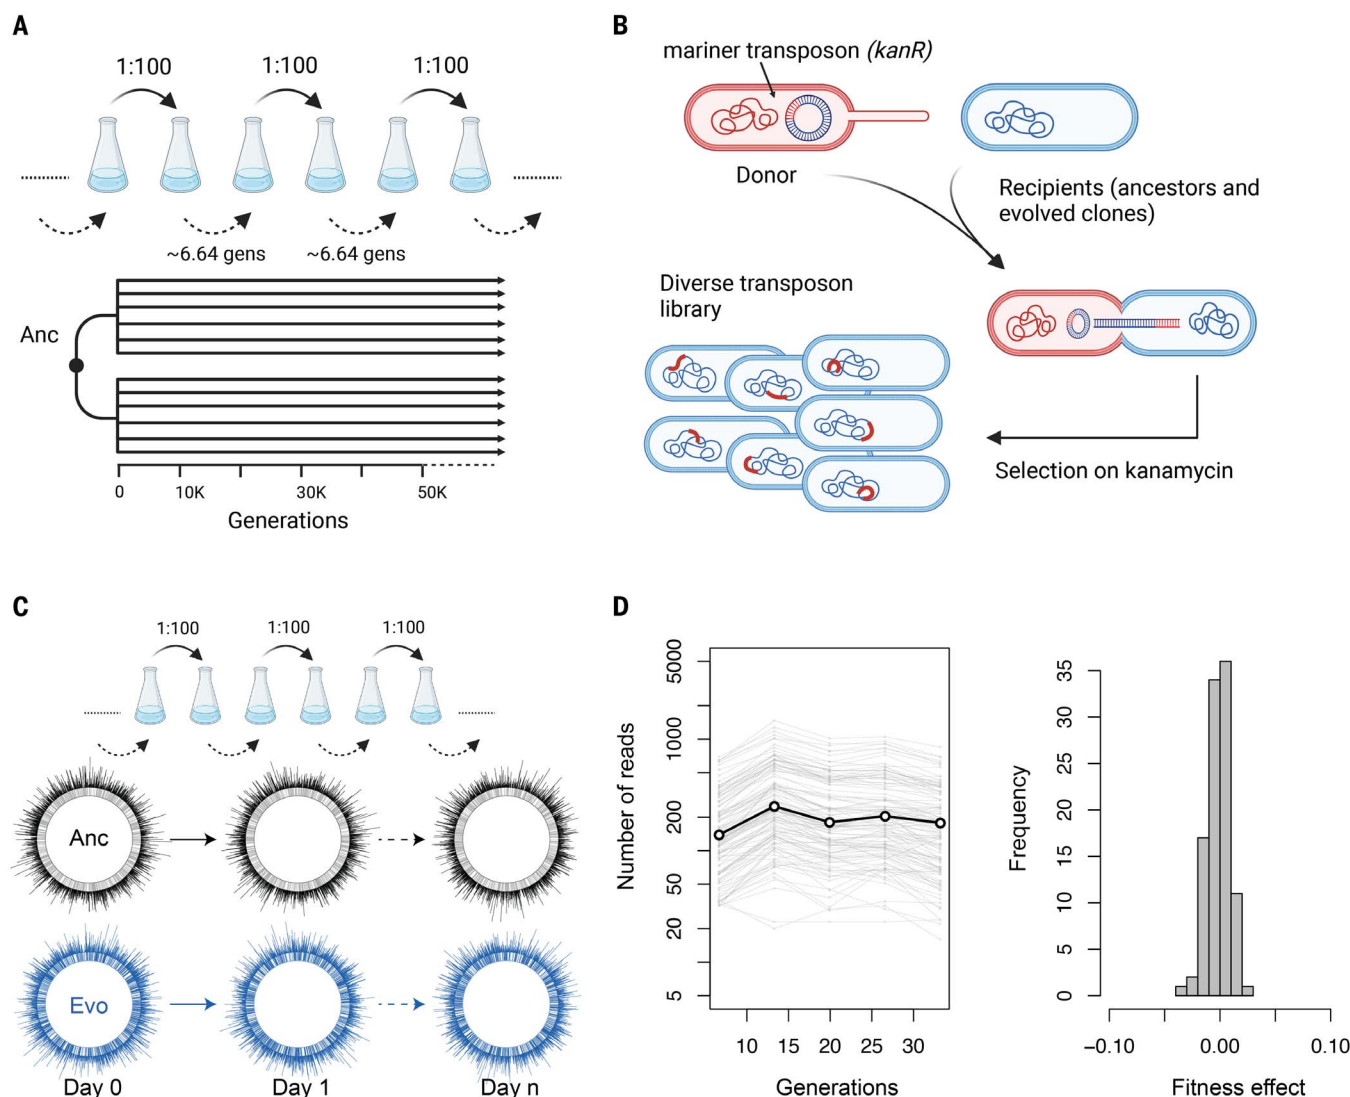 A
1:100 1:100 1:100
~6.64 gens ~6.64 gens
Anc
0 10K 30K 50K
Generations
B
mariner transposon (kanR)
Donor
Recipients (ancestors and
evolved clones)
Diverse transposon
library
Selection on kanamycin
C
1:100 1:100 1:100
Anc
Evo
Day 0 Day 1 Day n
D
Number of reads
5000
1000
200
50
20
5
10 15 20 25 30
Generations
Frequency
35
30
25
20
15
10
5
0
−0.10 0.00 0.10
Fitness effect